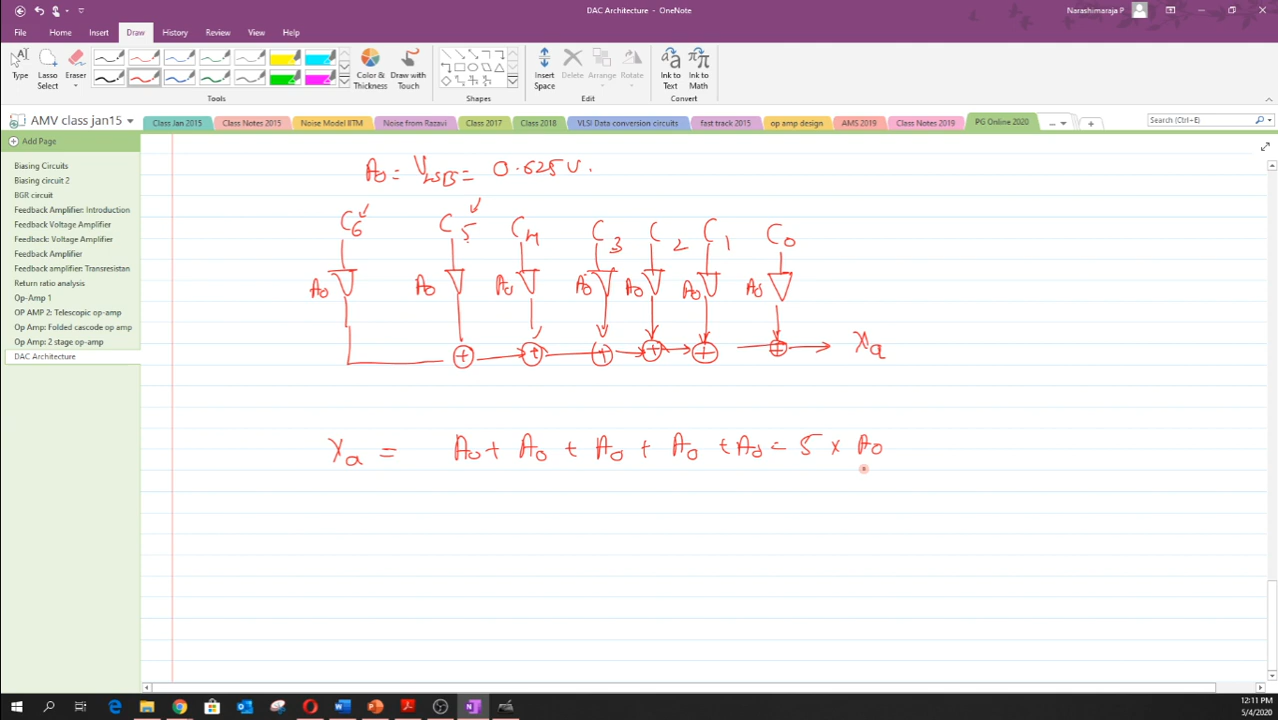 DAC Architecture - OneNote
Narashimaraja P
File Home Insert Draw History Review View Help
Type
Lasso Select
Eraser
Color & Thickness
Draw with Touch
Insert Space
Delete
Arrange
Rotate
Ink to Text
Ink to Math
Tools
Shapes
Edit
Convert
AMV class jan15
Class Jan 2015
Class Notes 2015
Noise Model IITM
Noise from Razavi
Class 2017
Class 2018
VLSI Data conversion circuits
fast track 2015
op amp design
AMS 2019
Class Notes 2019
PG Online 2020
Search (Ctrl+E)
Add Page
Biasing Circuits
Biasing circuit 2
BGR circuit
Feedback Amplifier: Introduction
Feedback Voltage Amplifier
Feedback: Voltage Amplifier
Feedback Amplifier
Feedback amplifier: Transresistan
Return ratio analysis
Op-Amp 1
OP AMP 2: Telescopic op-amp
Op Amp: Folded cascode op amp
Op Amp: 2 stage op-amp
DAC Architecture
A0 = VLSB = 0.625V.
C6 C5 C4 C3 C2 C1 C0
A0 A0 A0 A0 A0 A0 A0
+ + + + + + Xa
Xa = A0 + A0 + A0 + A0 + A0 = 5 x A0
12:11 PM
5/4/2020